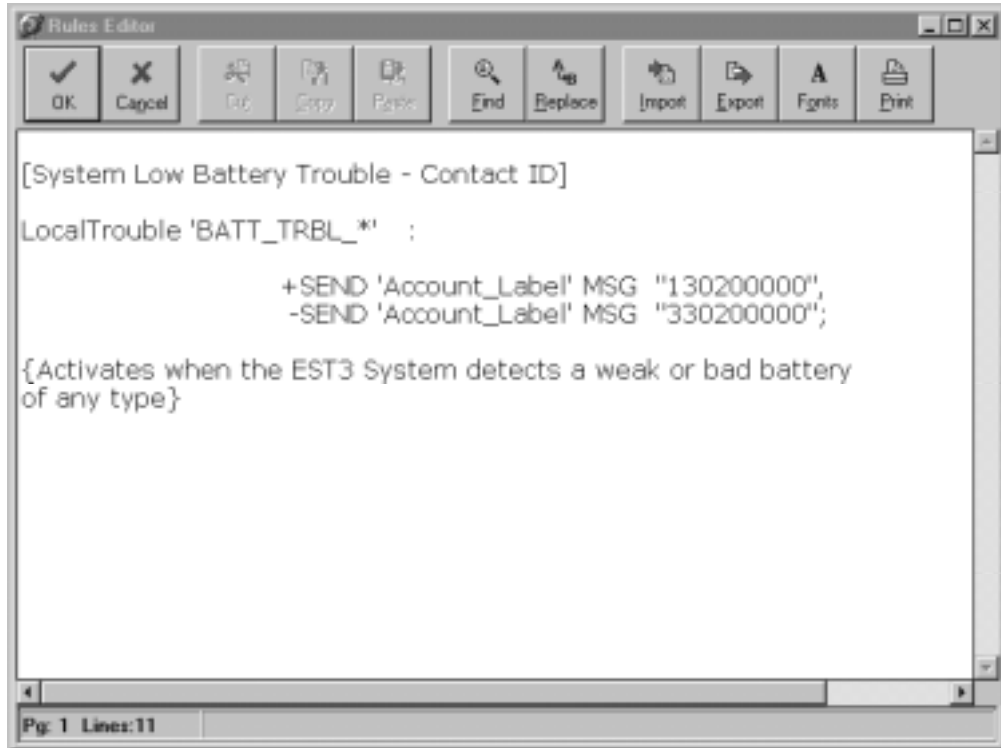 Rules Editor
OK Cancel Cut Copy Paste Find Replace Import Export Fonts Print
[System Low Battery Trouble - Contact ID]
LocalTrouble 'BATT_TRBL_*' :
+SEND 'Account_Label' MSG "130200000",
-SEND 'Account_Label' MSG "330200000";
{Activates when the EST3 System detects a weak or bad battery
of any type}
Pg: 1 Lines:11